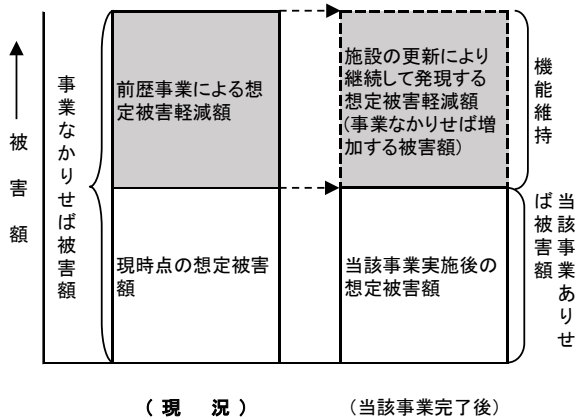 被害額
事業なかりせば被害額
前歴事業による想
定被害軽減額
現時点の想定被害
額
施設の更新により
継続して発現する
想定被害軽減額
(事業なかりせば増
加する被害額)
当該事業実施後の
想定被害額
機能維持
当該事業ありせ
ば被害額
(現 況)
(当該事業完了後)